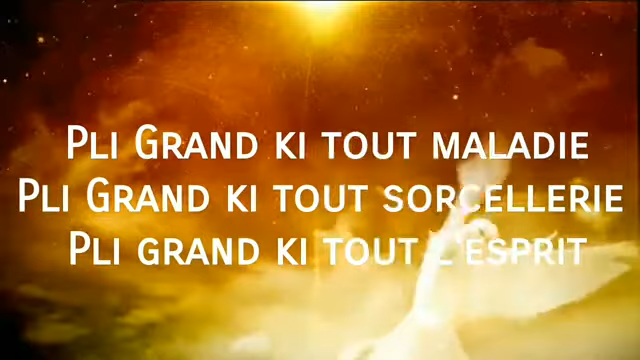 Pli Grand ki tout maladie
Pli Grand ki tout sorcellerie
Pli grand ki tout l'esprit